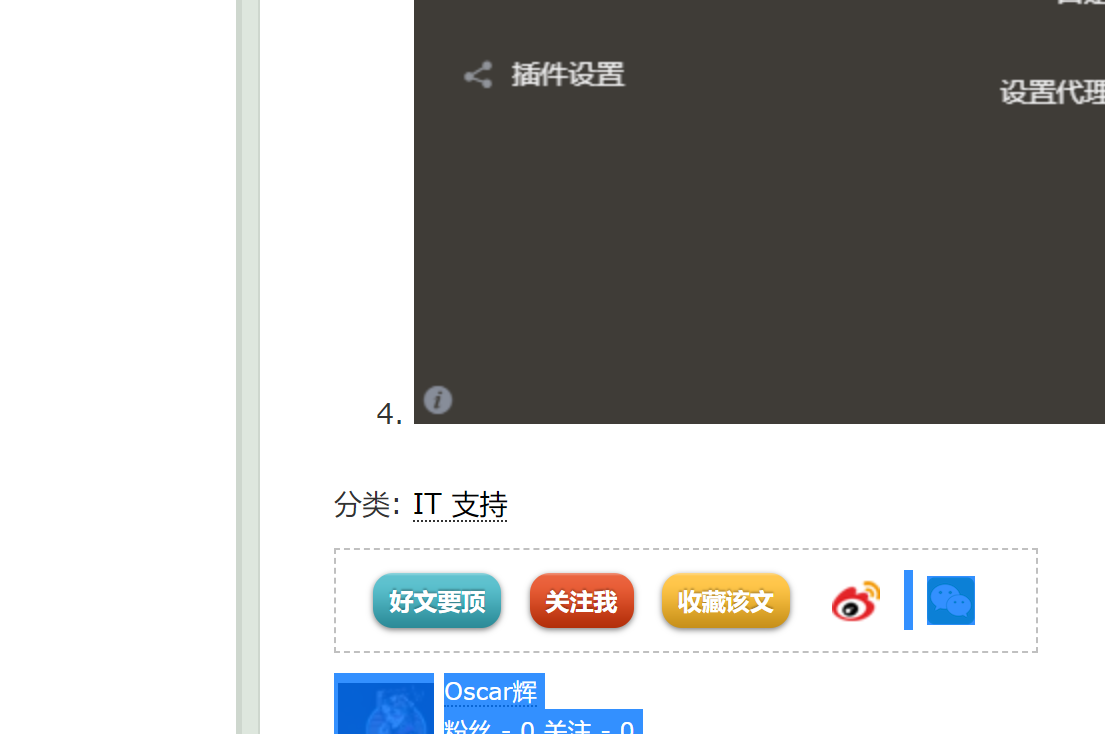 插件设置
设置代理
4.
分类: IT 支持
好文要顶 关注我 收藏该文
Oscar辉
粉丝 - 0 关注 - 0